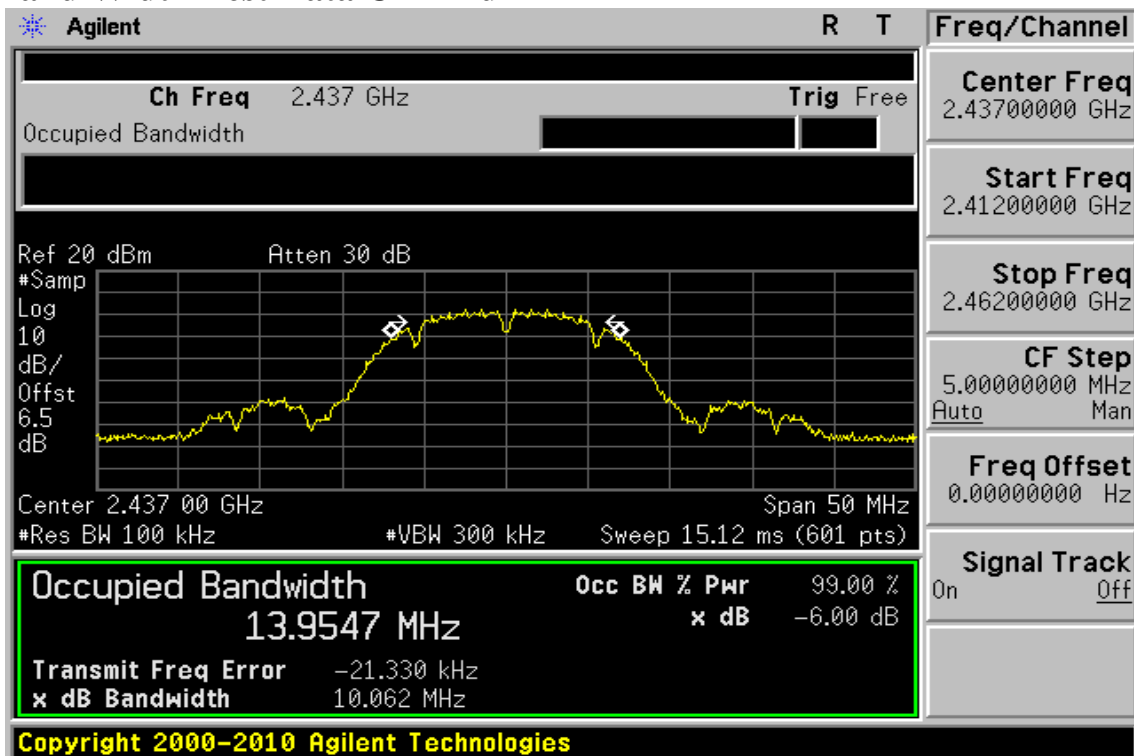 Agilent R T
Ch Freq 2.437 GHz Trig Free
Occupied Bandwidth
Ref 20 dBm Atten 30 dB
#Samp
Log
10
dB/
Offst
6.5
dB
Center 2.437 00 GHz Span 50 MHz
#Res BW 100 kHz #VBW 300 kHz Sweep 15.12 ms (601 pts)
Occupied Bandwidth
13.9547 MHz
Occ BW % Pwr 99.00 %
x dB -6.00 dB
Transmit Freq Error -21.330 kHz
x dB Bandwidth 10.062 MHz
Copyright 2000-2010 Agilent Technologies
Freq/Channel
Center Freq
2.43700000 GHz
Start Freq
2.41200000 GHz
Stop Freq
2.46200000 GHz
CF Step
5.00000000 MHz
Auto Man
Freq Offset
0.00000000 Hz
Signal Track
On Off